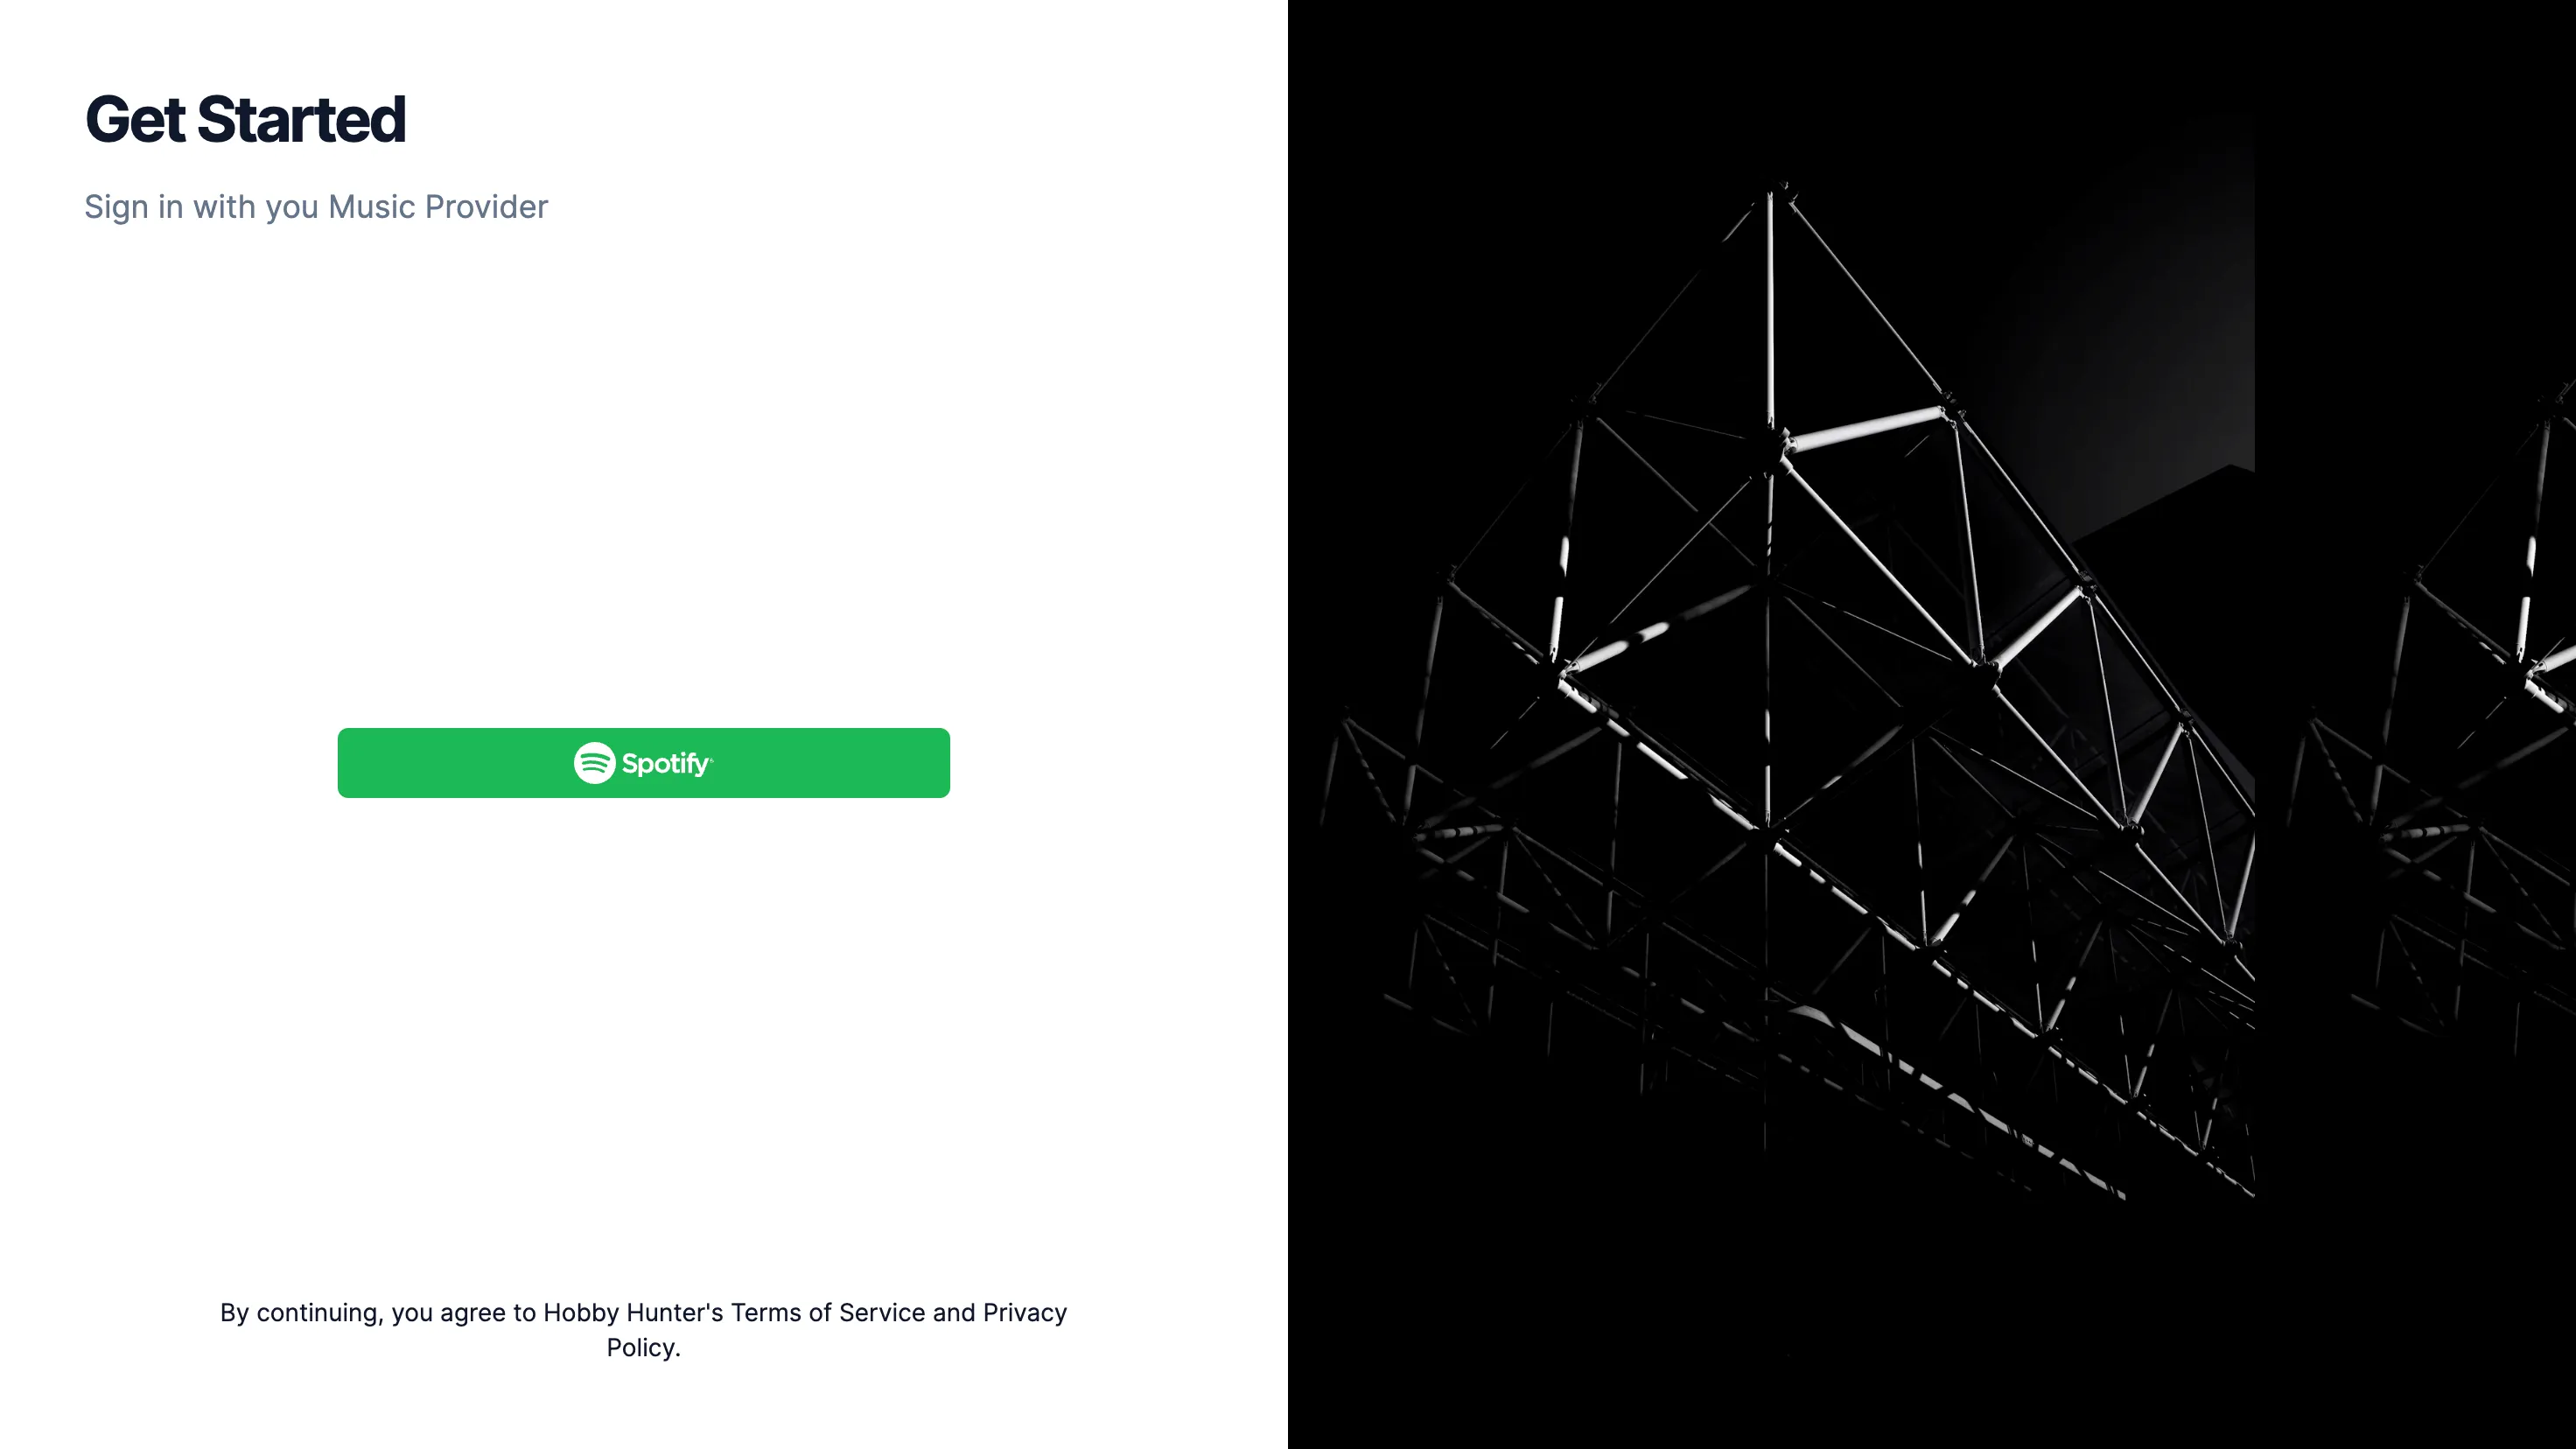 Get Started
Sign in with you Music Provider
Spotify
By continuing, you agree to Hobby Hunter's Terms of Service and Privacy
Policy.